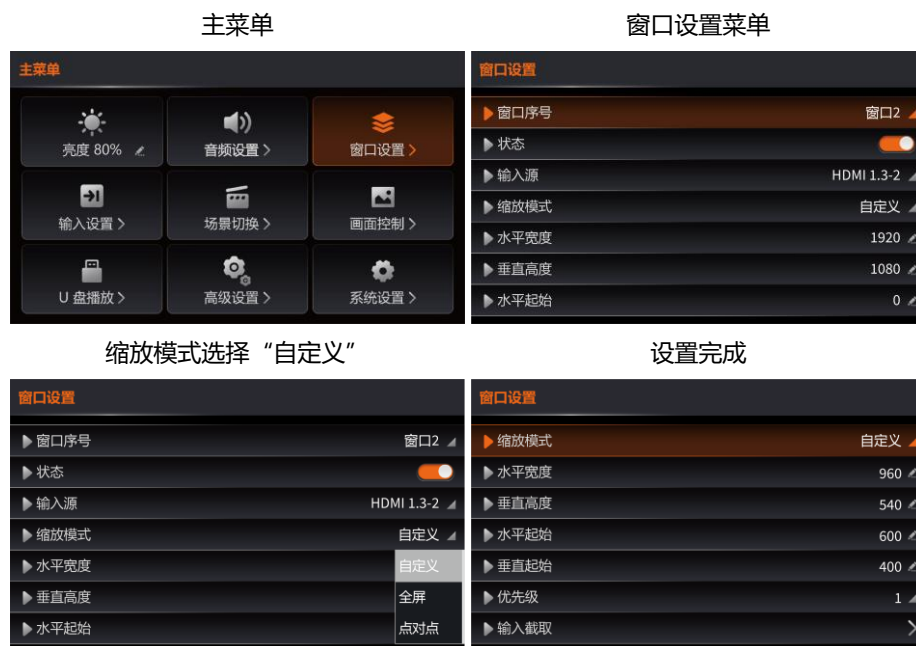 主菜单
主菜单
亮度 80%
音频设置
窗口设置
输入设置
场景切换
画面控制
U 盘播放
高级设置
系统设置
窗口设置菜单
窗口设置
窗口序号 窗口2
状态
输入源 HDMI 1.3-2
缩放模式 自定义
水平宽度 1920
垂直高度 1080
水平起始 0
缩放模式选择“自定义”
窗口设置
窗口序号 窗口2
状态
输入源 HDMI 1.3-2
缩放模式 自定义
水平宽度 自定义
垂直高度 全屏
水平起始 点对点
设置完成
窗口设置
缩放模式 自定义
水平宽度 960
垂直高度 540
水平起始 600
垂直起始 400
优先级 1
输入截取